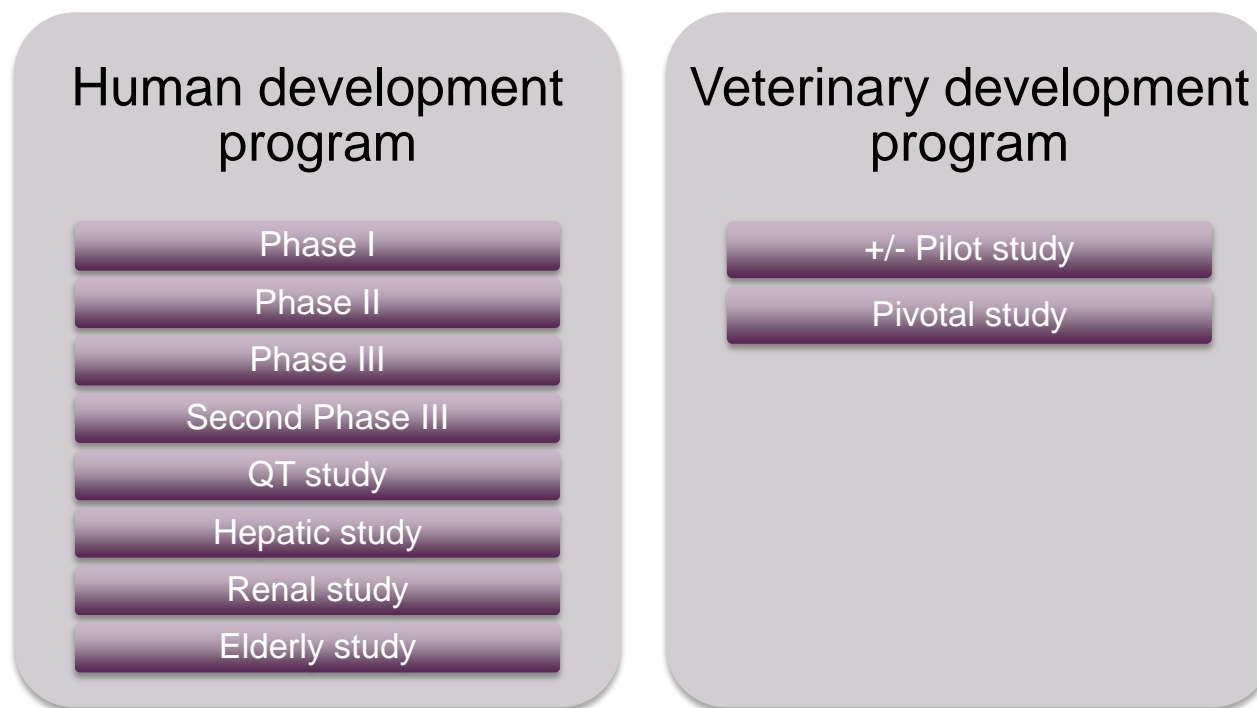 Human development
program
Phase I
Phase II
Phase III
Second Phase III
QT study
Hepatic study
Renal study
Elderly study
Veterinary development
program
+/- Pilot study
Pivotal study